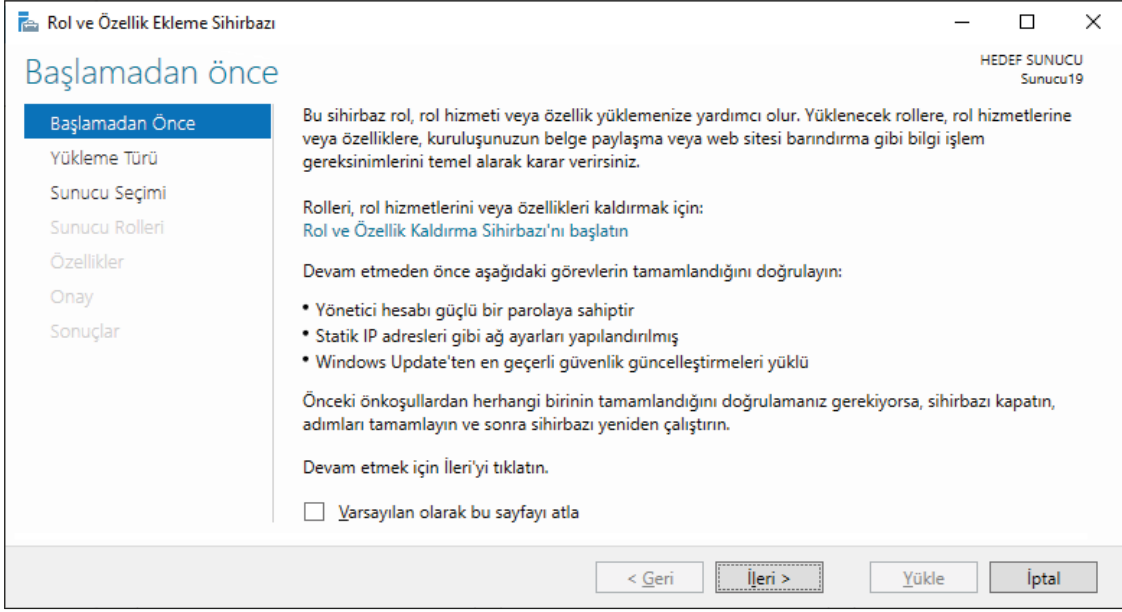 Rol ve Özellik Ekleme Sihirbazı
Başlamadan önce
HEDEF SUNUCU
Sunucu19
Başlamadan Önce
Yükleme Türü
Sunucu Seçimi
Sunucu Rolleri
Özellikler
Onay
Sonuçlar
Bu sihirbaz rol, rol hizmeti veya özellik yüklemenize yardımcı olur. Yüklenecek rollere, rol hizmetlerine
veya özelliklere, kuruluşunuzun belge paylaşma veya web sitesi barındırma gibi bilgi işlem
gereksinimlerini temel alarak karar verirsiniz.
Rolleri, rol hizmetlerini veya özellikleri kaldırmak için:
Rol ve Özellik Kaldırma Sihirbazı'nı başlatın
Devam etmeden önce aşağıdaki görevlerin tamamlandığını doğrulayın:
• Yönetici hesabı güçlü bir parolaya sahiptir
• Statik IP adresleri gibi ağ ayarları yapılandırılmış
• Windows Update'ten en geçerli güvenlik güncelleştirmeleri yüklü
Önceki önkoşullardan herhangi birinin tamamlandığını doğrulamanız gerekiyorsa, sihirbazı kapatın,
adımları tamamlayın ve sonra sihirbazı yeniden çalıştırın.
Devam etmek için İleri'yi tıklatın.
Varsayılan olarak bu sayfayı atla
< Geri
İleri >
Yükle
İptal